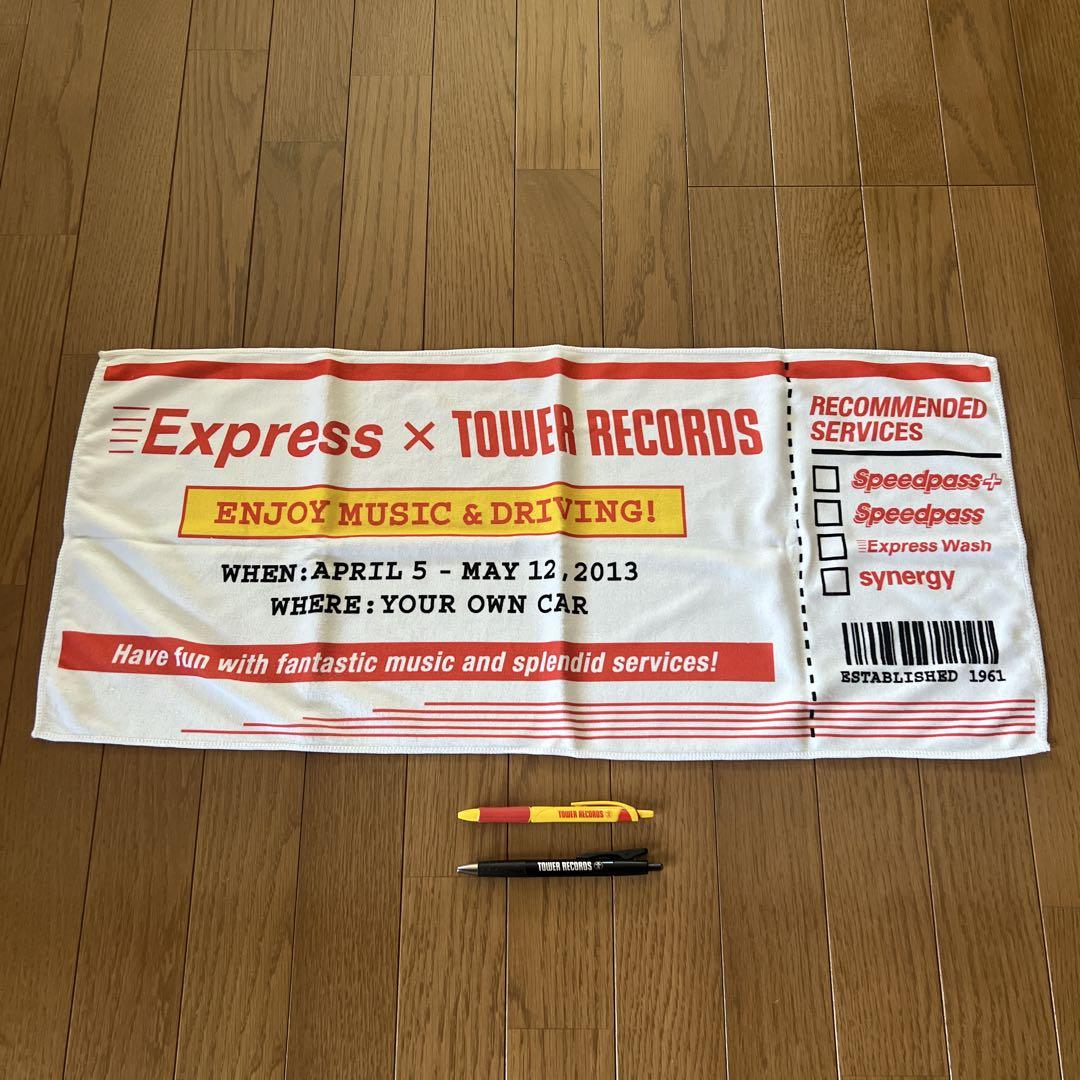 Express × TOWER RECORDS
ENJOY MUSIC & DRIVING!
WHEN:APRIL 5 - MAY 12,2013
WHERE:YOUR OWN CAR
Have fun with fantastic music and splendid services!
RECOMMENDED
SERVICES
Speedpass+
Speedpass
Express Wash
synergy
ESTABLISHED 1961
TOWER RECORDS
TOWER RECORDS